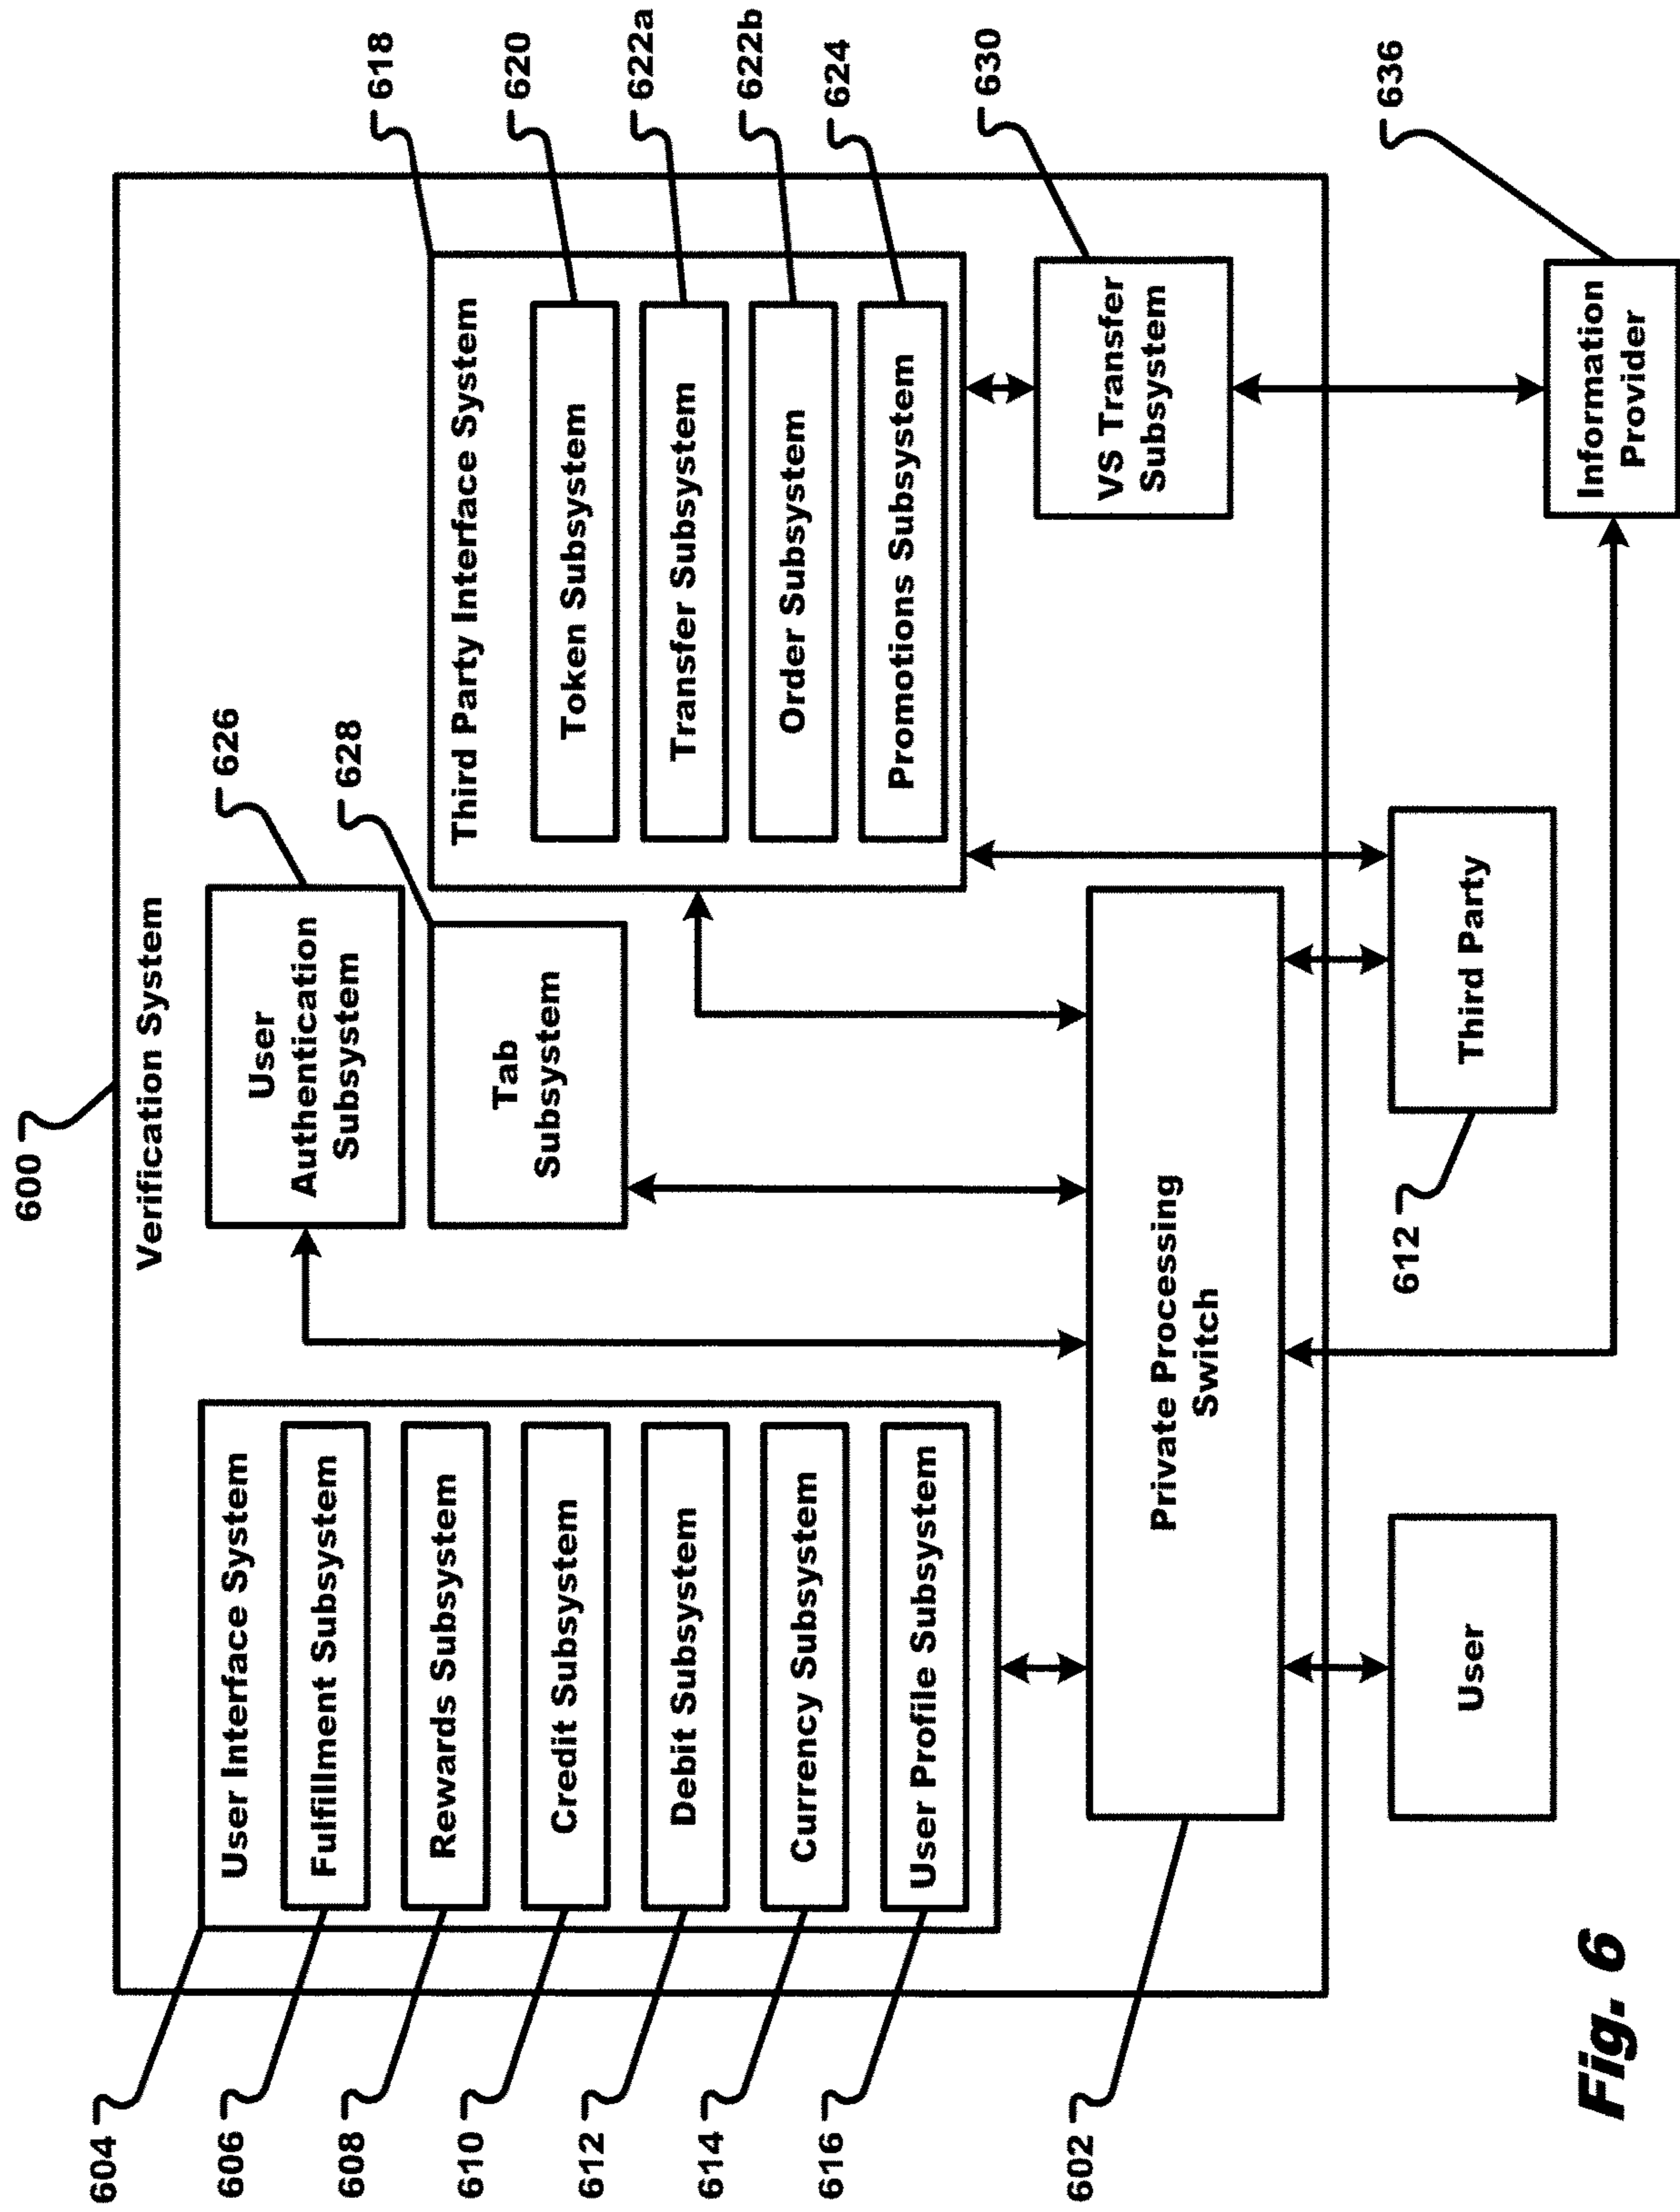 600
Verification System
604
User Interface System
606
Fulfillment Subsystem
608
Rewards Subsystem
610
Credit Subsystem
612
Debit Subsystem
614
Currency Subsystem
616
User Profile Subsystem
626
User
Authentication
Subsystem
628
Tab
Subsystem
618
Third Party Interface System
620
Token Subsystem
622a
Transfer Subsystem
622b
Order Subsystem
624
Promotions Subsystem
630
VS Transfer
Subsystem
602
Private Processing
Switch
User
612
Third Party
636
Information
Provider
Fig. 6